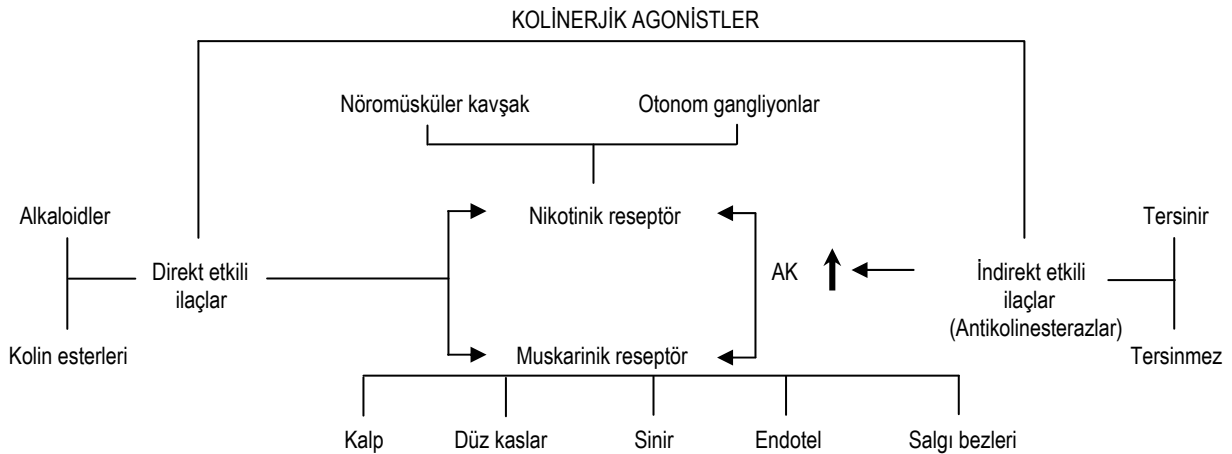 KOLİNERJİK AGONİSTLER
Nöromüsküler kavşak
Otonom gangliyonlar
Alkaloidler
Nikotinik reseptör
Tersinir
Direkt etkili
ilaçlar
AK
İndirekt etkili
ilaçlar
(Antikolinesterazlar)
Kolin esterleri
Muskarinik reseptör
Tersinmez
Kalp
Düz kaslar
Sinir
Endotel
Salgı bezleri